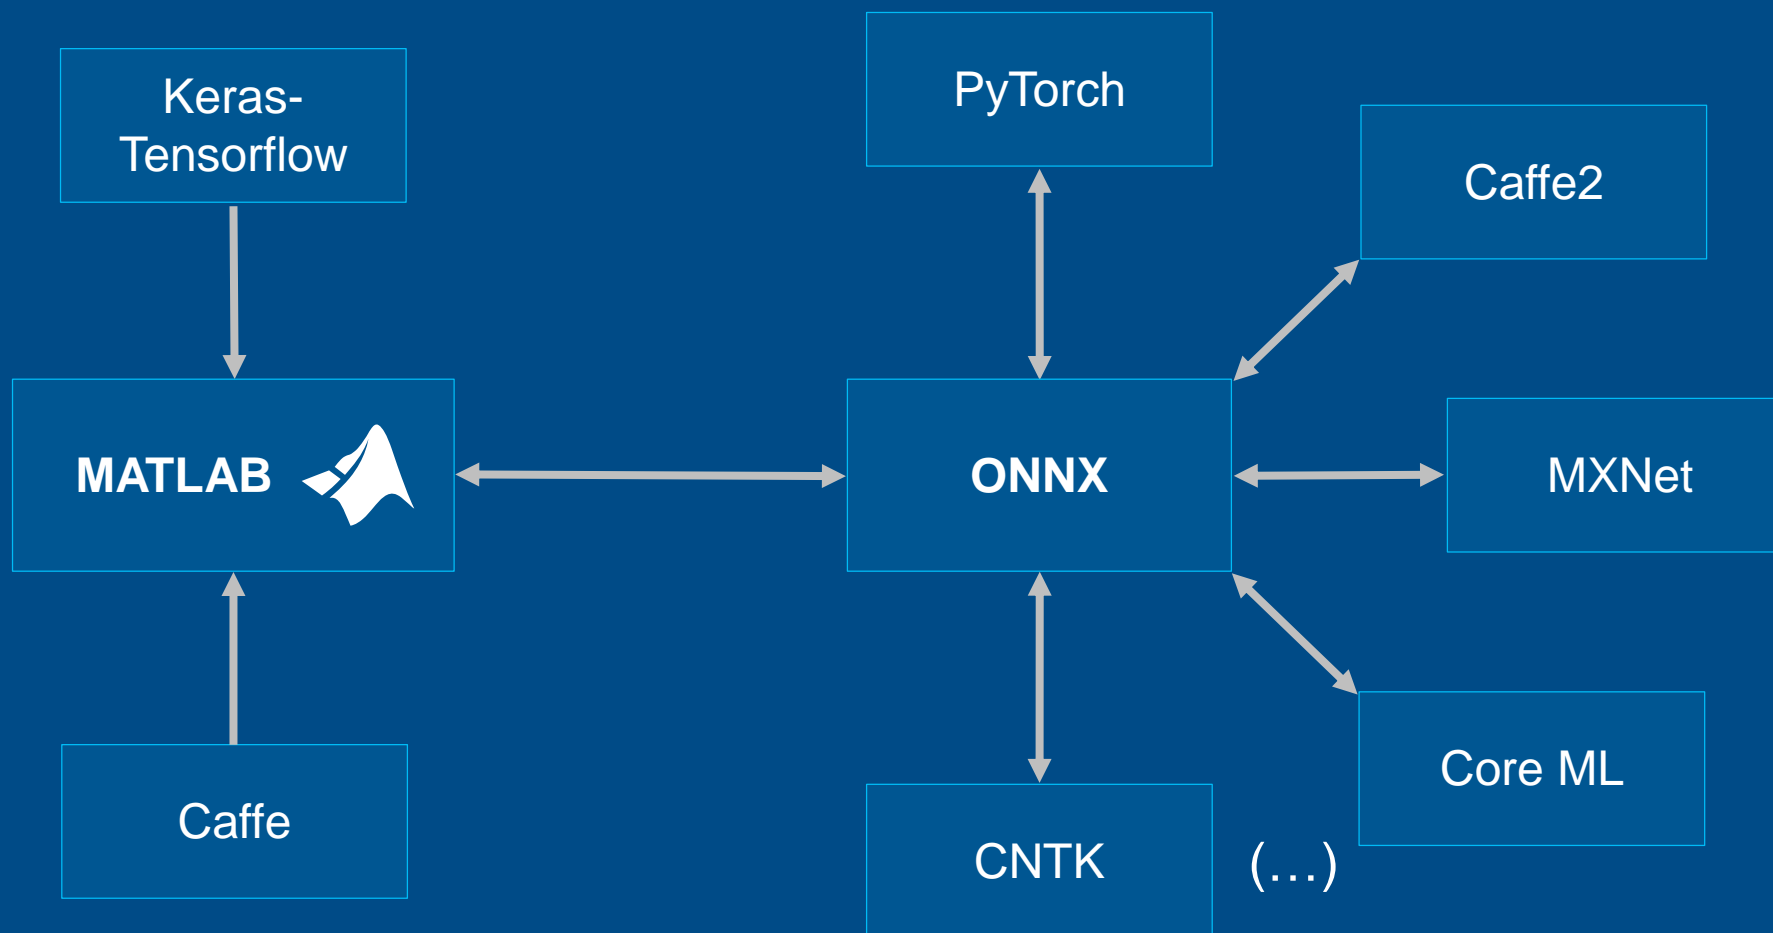 Keras-
Tensorflow
PyTorch
Caffe2
MATLAB
ONNX
MXNet
Caffe
CNTK
(…)
Core ML